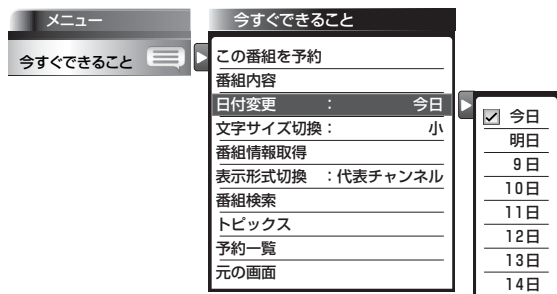 メニュー
今すぐできること
今すぐできること
この番組を予約
番組内容
日付変更 : 今日
文字サイズ切換 : 小
番組情報取得
表示形式切換 : 代表チャンネル
番組検索
トピックス
予約一覧
元の画面
今日
明日
9日
10日
11日
12日
13日
14日